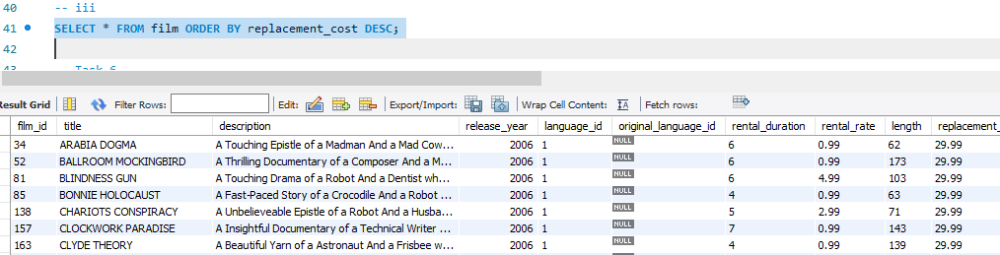 40 -- iii
41 SELECT * FROM film ORDER BY replacement_cost DESC;
42
43 Task 6
Result Grid Filter Rows: Edit: Export/Import: Wrap Cell Content: Fetch rows:
film_id title description release_year language_id original_language_id rental_duration rental_rate length replacement_
34 ARABIA DOGMA A Touching Epistle of a Madman And a Mad Cow... 2006 1 NULL 6 0.99 62 29.99
52 BALLROOM MOCKINGBIRD A Thrilling Documentary of a Composer And a M... 2006 1 NULL 6 0.99 173 29.99
81 BLINDNESS GUN A Touching Drama of a Robot And a Dentist wh... 2006 1 NULL 6 4.99 103 29.99
85 BONNIE HOLOCAUST A Fast-Paced Story of a Crocodile And a Robot ... 2006 1 NULL 4 0.99 63 29.99
138 CHARIOTS CONSPIRACY A Unbelieveable Epistle of a Robot And a Husba... 2006 1 NULL 5 2.99 71 29.99
157 CLOCKWORK PARADISE A Insightful Documentary of a Technical Writer ... 2006 1 NULL 7 0.99 143 29.99
163 CLYDE THEORY A Beautiful Yarn of a Astronaut And a Frisbee w... 2006 1 NULL 4 0.99 139 29.99